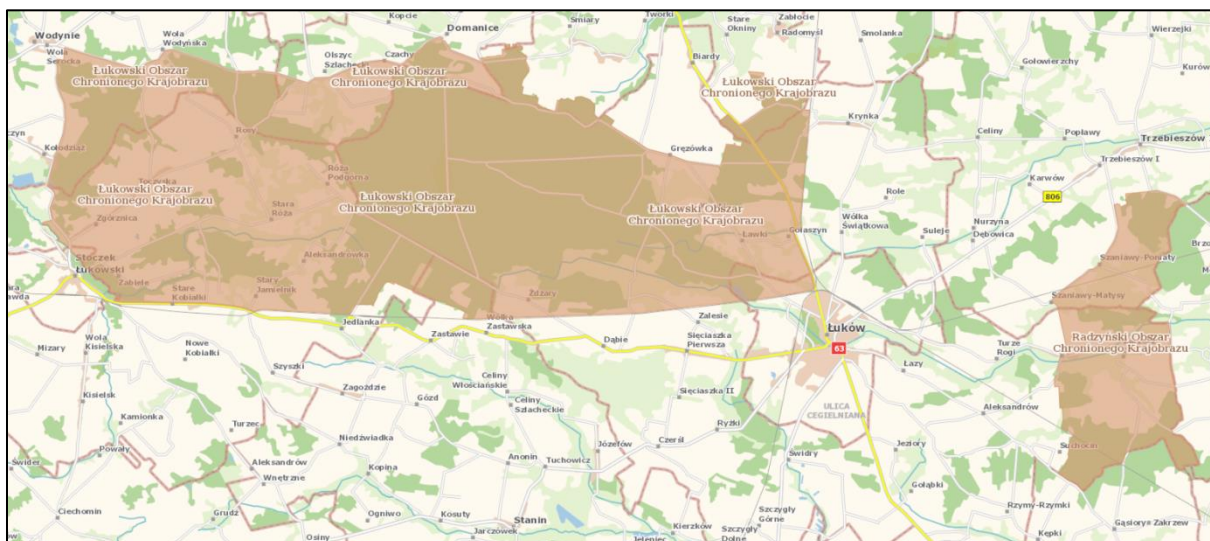 Kopcie
Domanice
Smiary
Tworki
Stare
Okniny
Zabłocie
Radomyśl
Smolanka
Wierzejki
Wodynie
Wola
Serocka
Wola
Wodyńska
Olszyc
Szlachecki
Czachy
Biardy
Gołowierzchy
Łukowski Obszar
Chronionego Krajobrazu
Łukowski Obszar
Chronionego Krajobrazu
Łukowski Obszar
Chronionego Krajobrazu
Kołodziąż
Rosy
Gręzówka
Krynka
Celiny
Popławy
Trzebieszów
Trzebieszów I
Róża
Podgórna
Toczyska
Łukowski Obszar
Chronionego Krajobrazu
Łukowski Obszar
Chronionego Krajobrazu
Łukowski Obszar
Chronionego Krajobrazu
Karwów
806
Role
Zgórznica
Stara
Róża
Ławki
Gołaszyn
Wólka
Świątkowa
Suleje
Nurzyna
Dębowica
Stoczek
Łukowski
Zabiele
Aleksandrówka
Stare
Kobiałki
Stary
Jamielnik
Żdżary
Szaniawy-Poniaty
Szaniawy-Matysy
Jedlanka
Zastawie
Wólka
Zastawska
Dąbie
Zalesie
Sięciaszka
Pierwsza
Łuków
63
Radzyński Obszar
Chronionego Krajobrazu
Turze
Rogi
Łazy
Mizary
Wola
Kisielska
Nowe
Kobiałki
Szyszki
Zagoździe
Celiny
Włościańskie
Gózd
Celiny
Szlacheckie
Sięciaszka II
ULICA
CEGIELNIANA
Aleksandrów
Kisielsk
Kamionka
Turzec
Niedźwiadka
Józefów
Czerśl
Ryżki
Jeziory
Suchocin
Powały
Aleksandrów
Wnętrzne
Kopina
Anonin
Tuchowicz
Świdry
Gołąbki
Rzymy-Rzymki
Ciechomin
Grudź
Ogniwo
Kosuty
Stanin
Jarczówek
Jeleniec
Kierzków
Szczygły
Górne
Szczygły
Dolne
Osiny
Kępki
Gąsiory
Zakrzew